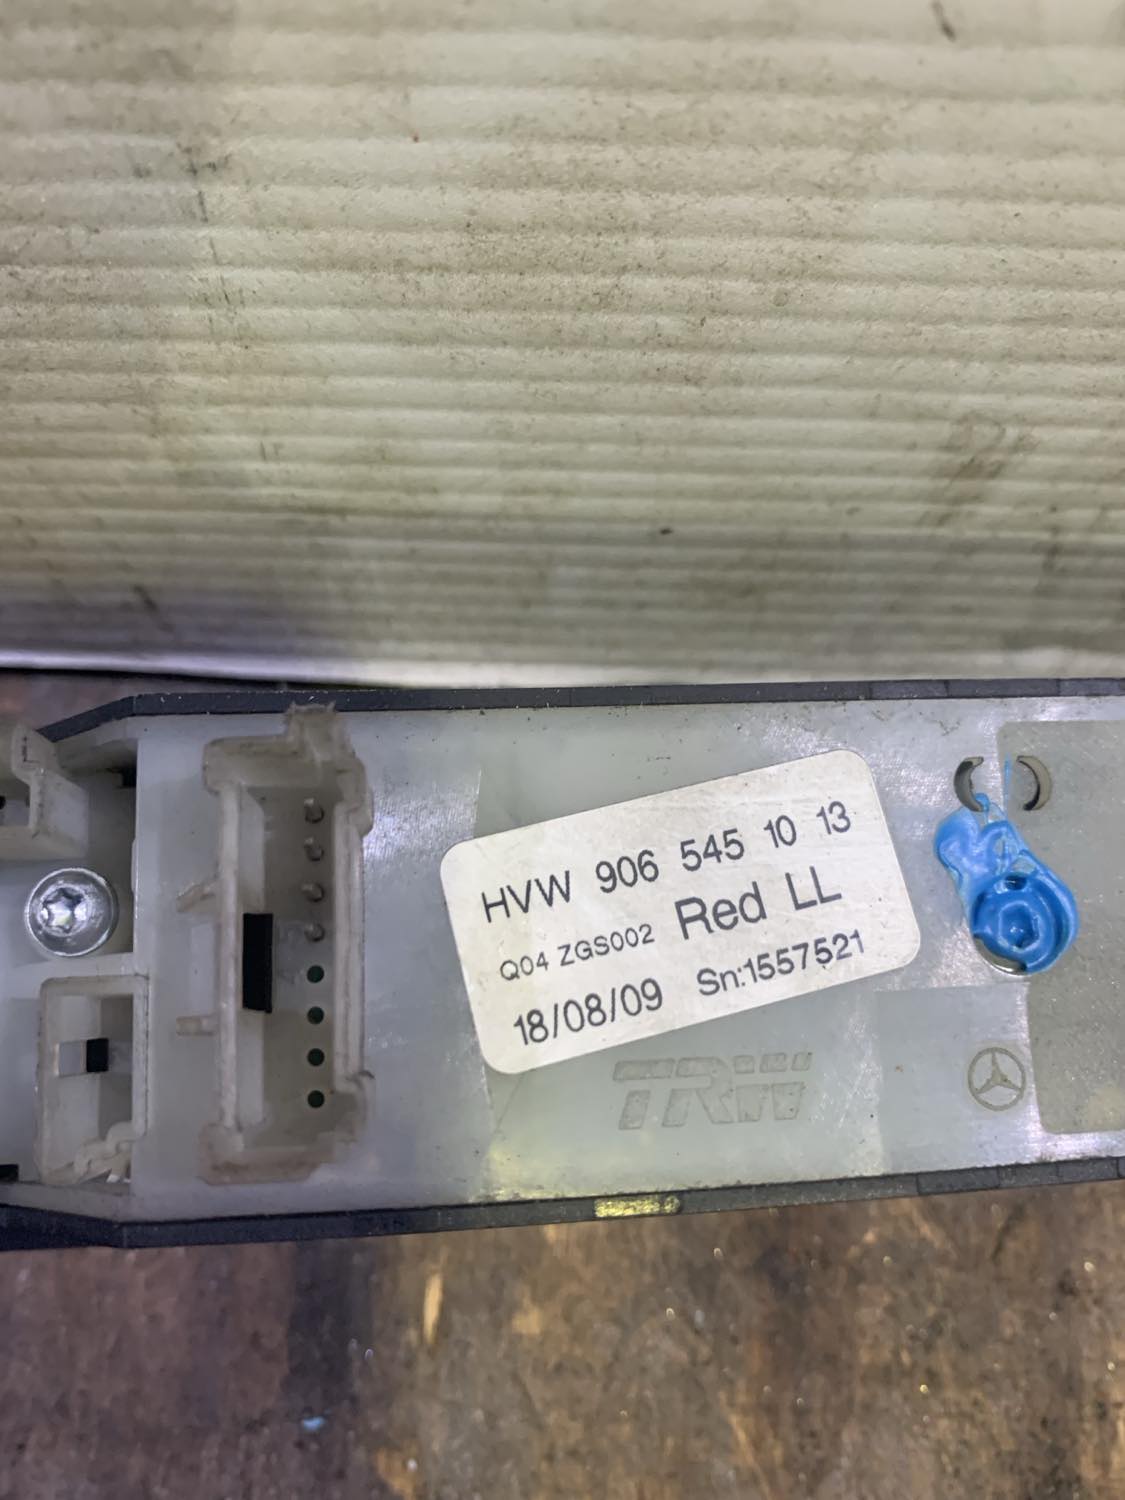 HVW 906 545 10 13
Q04 ZGS002 Red LL
18/08/09 Sn:1557521
TRW